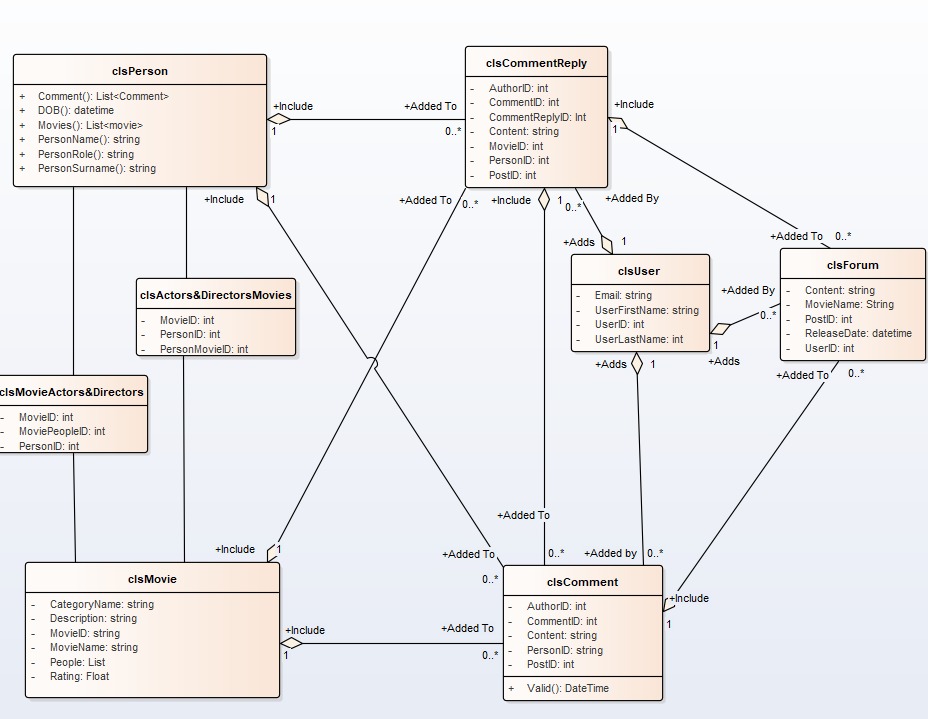 clsPerson
+ Comment(): List<Comment>
+ DOB(): datetime
+ Movies(): List<movie>
+ PersonName(): string
+ PersonRole(): string
+ PersonSurname(): string
+Include
1
+Added To
0..*
clsCommentReply
- AuthorID: int
- CommentID: int
- CommentReplyID: Int
- Content: string
- MovieID: int
- PersonID: int
- PostID: int
+Include
1
+Added To 0..*
+Include 1
+Added To 0..*
+Include 1
0..*
+Added By
+Adds 1
clsUser
- Email: string
- UserFirstName: string
- UserID: int
- UserLastName: int
+Added By
0..*
1
+Adds
clsForum
- Content: string
- MovieName: String
- PostID: int
- ReleaseDate: datetime
- UserID: int
+Adds 1
+Added To 0..*
clsActors&DirectorsMovies
- MovieID: int
- PersonID: int
- PersonMovieID: int
clsMovieActors&Directors
- MovieID: int
- MoviePeopleID: int
- PersonID: int
+Added To
0..*
+Added by 0..*
+Include 1
+Added To
0..*
clsMovie
- CategoryName: string
- Description: string
- MovieID: string
- MovieName: string
- People: List
- Rating: Float
+Include
1
+Added To
0..*
clsComment
- AuthorID: int
- CommentID: int
- Content: string
- PersonID: string
- PostID: int
+ Valid(): DateTime
+Include
1